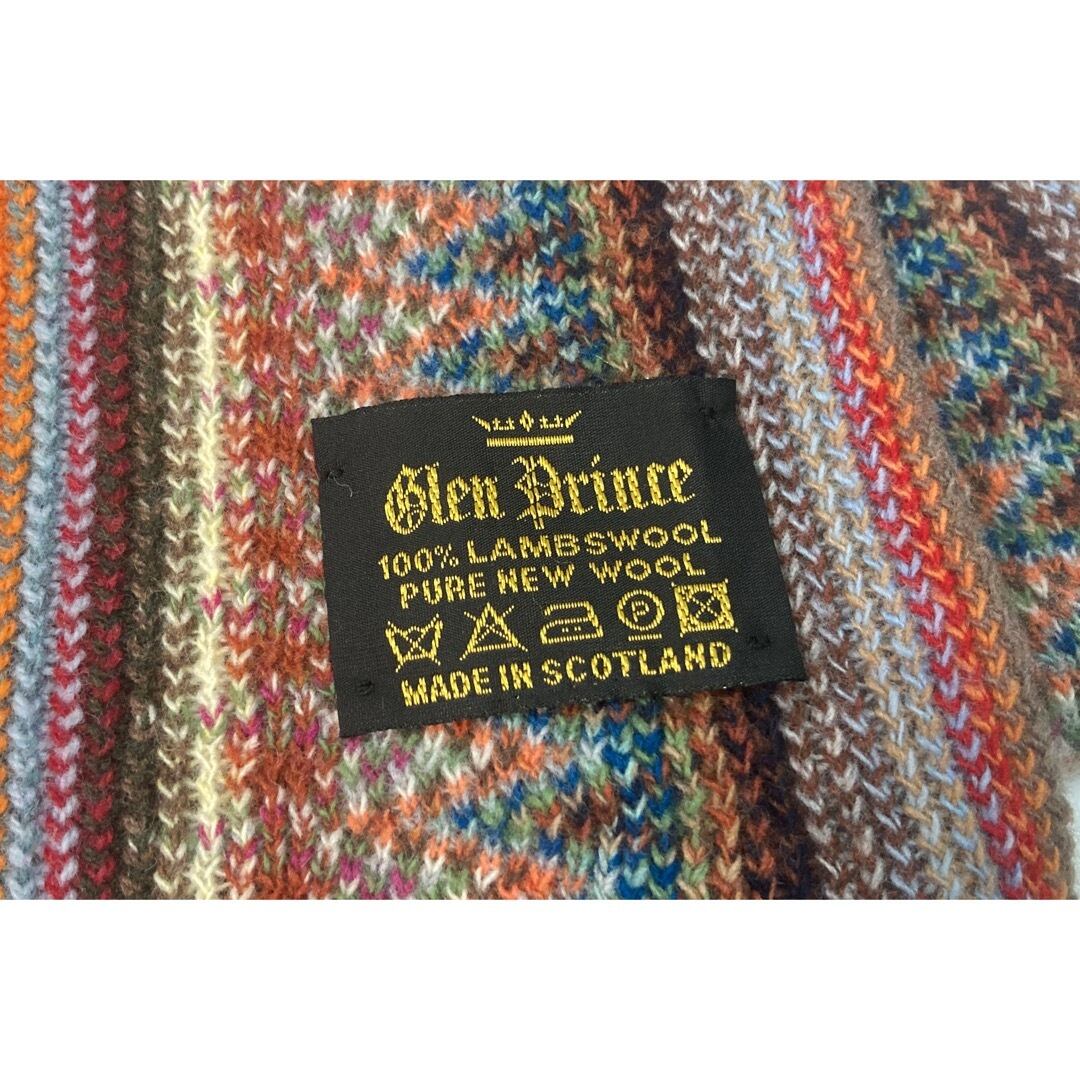 Glen Prince
100% LAMBSWOOL
PURE NEW WOOL
P
MADE IN SCOTLAND